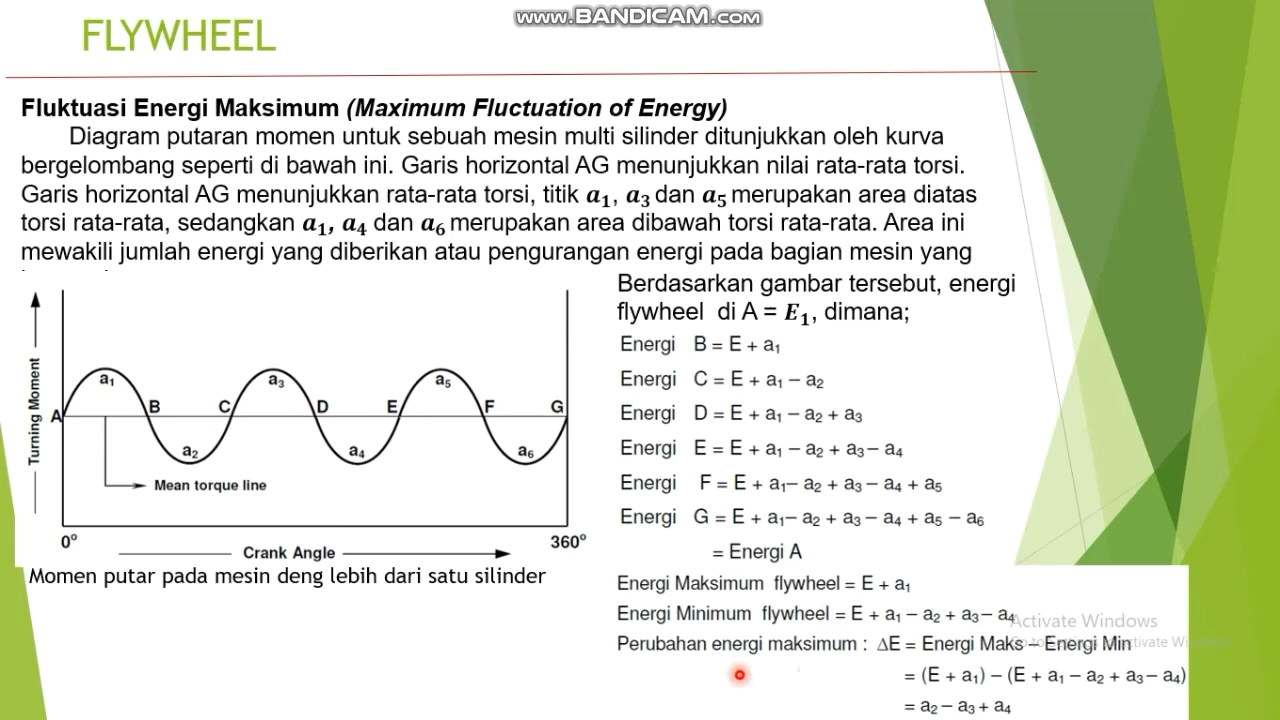 www.BANDICAM.com
FLYWHEEL
Fluktuasi Energi Maksimum (Maximum Fluctuation of Energy)
Diagram putaran momen untuk sebuah mesin multi silinder ditunjukkan oleh kurva
bergelombang seperti di bawah ini. Garis horizontal AG menunjukkan nilai rata-rata torsi.
Garis horizontal AG menunjukkan rata-rata torsi, titik a₁, a₃ dan a₅ merupakan area diatas
torsi rata-rata, sedangkan a₁, a₄ dan a₆ merupakan area dibawah torsi rata-rata. Area ini
mewakili jumlah energi yang diberikan atau pengurangan energi pada bagian mesin yang
Turning Moment
a₁
a₃
a₅
A
B
C
D
E
F
G
a₂
a₄
a₆
Mean torque line
0°
360°
Crank Angle
Momen putar pada mesin deng lebih dari satu silinder
Berdasarkan gambar tersebut, energi
flywheel di A = E₁, dimana;
Energi B = E + a₁
Energi C = E + a₁ – a₂
Energi D = E + a₁ – a₂ + a₃
Energi E = E + a₁ – a₂ + a₃ – a₄
Energi F = E + a₁ – a₂ + a₃ – a₄ + a₅
Energi G = E + a₁ – a₂ + a₃ – a₄ + a₅ – a₆
= Energi A
Energi Maksimum flywheel = E + a₁
Energi Minimum flywheel = E + a₁ – a₂ + a₃ – a₄
Perubahan energi maksimum : ΔE = Energi Maks – Energi Min
= (E + a₁) – (E + a₁ – a₂ + a₃ – a₄)
= a₂ – a₃ + a₄
Activate Windows
Go to Settings to activate Windows.